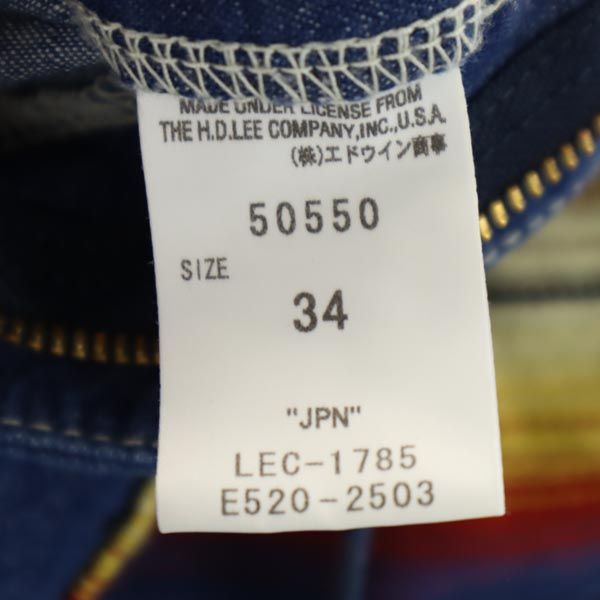 MADE UNDER LICENSE FROM
THE H.D.LEE COMPANY,INC.,U.S.A.
(株)エドウイン商事
50550
SIZE
34
"JPN"
LEC-1785
E520-2503